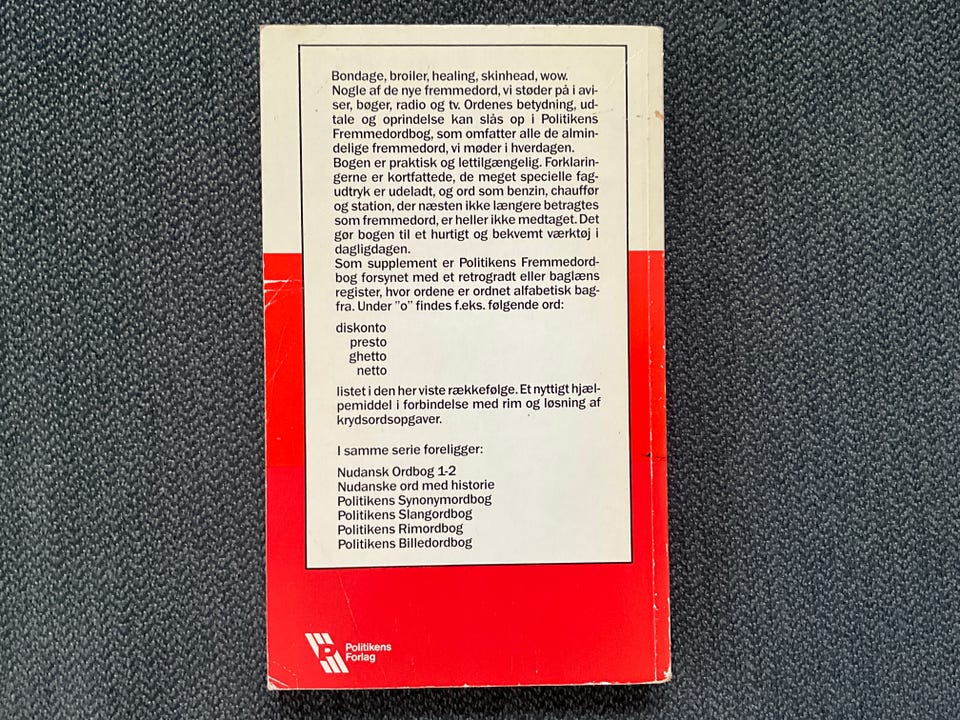 Bondage, broiler, healing, skinhead, wow.
Nogle af de nye fremmedord, vi støder på i avi-
ser, bøger, radio og tv. Ordenes betydning, ud-
tale og oprindelse kan slås op i Politikens
Fremmedordbog, som omfatter alle de almin-
delige fremmedord, vi møder i hverdagen.
Bogen er praktisk og lettilgængelig. Forklarin-
gerne er kortfattede, de meget specielle fag-
udtryk er udeladt, og ord som benzin, chauffør
og station, der næsten ikke længere betragtes
som fremmedord, er heller ikke medtaget. Det
gør bogen til et hurtigt og bekvemt værktøj i
dagligdagen.
Som supplement er Politikens Fremmedord-
bog forsynet med et retrogradt eller baglæns
register, hvor ordene er ordnet alfabetisk bag-
fra. Under ”o” findes f.eks. følgende ord:
diskonto
presto
ghetto
netto
listet i den her viste rækkefølge. Et nyttigt hjæl-
pemiddel i forbindelse med rim og løsning af
krydsordsopgaver.
I samme serie foreligger:
Nudansk Ordbog 1-2
Nudanske ord med historie
Politikens Synonymordbog
Politikens Slangordbog
Politikens Rimordbog
Politikens Billedordbog
P Politikens
Forlag